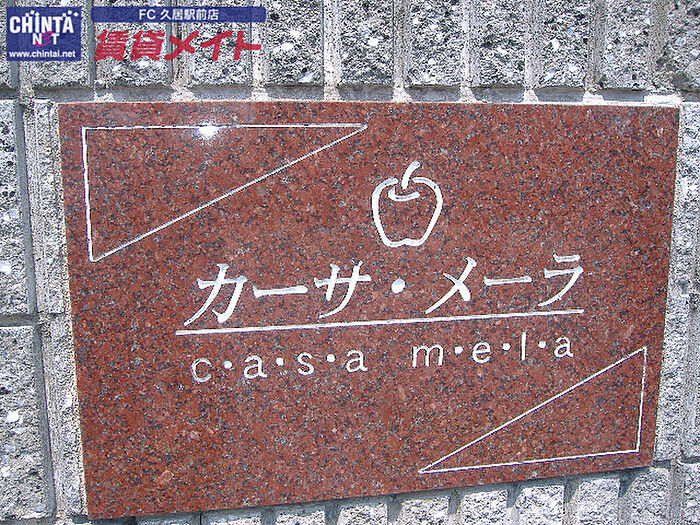 CHINTAI NET
www.chintai.net
FC 久居駅前店
賃貸メイト
カーサ・メーラ
c・a・s・a m・e・l・a